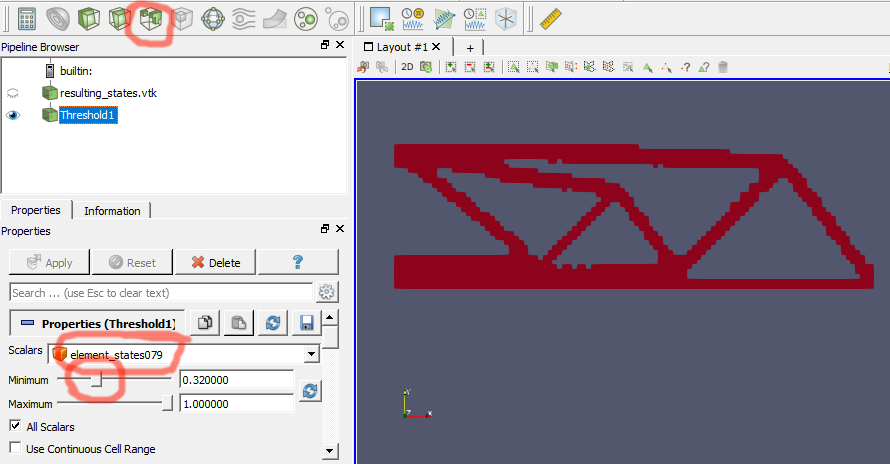 Pipeline Browser
builtin:
resulting_states.vtk
Threshold1
Properties
Information
Properties
Apply
Reset
Delete
?
Search ... (use Esc to clear text)
Properties (Threshold1)
Scalars
element_states079
Minimum
0.320000
Maximum
1.000000
All Scalars
Use Continuous Cell Range
Layout #1
+
2D
?
?
Y
Z
X